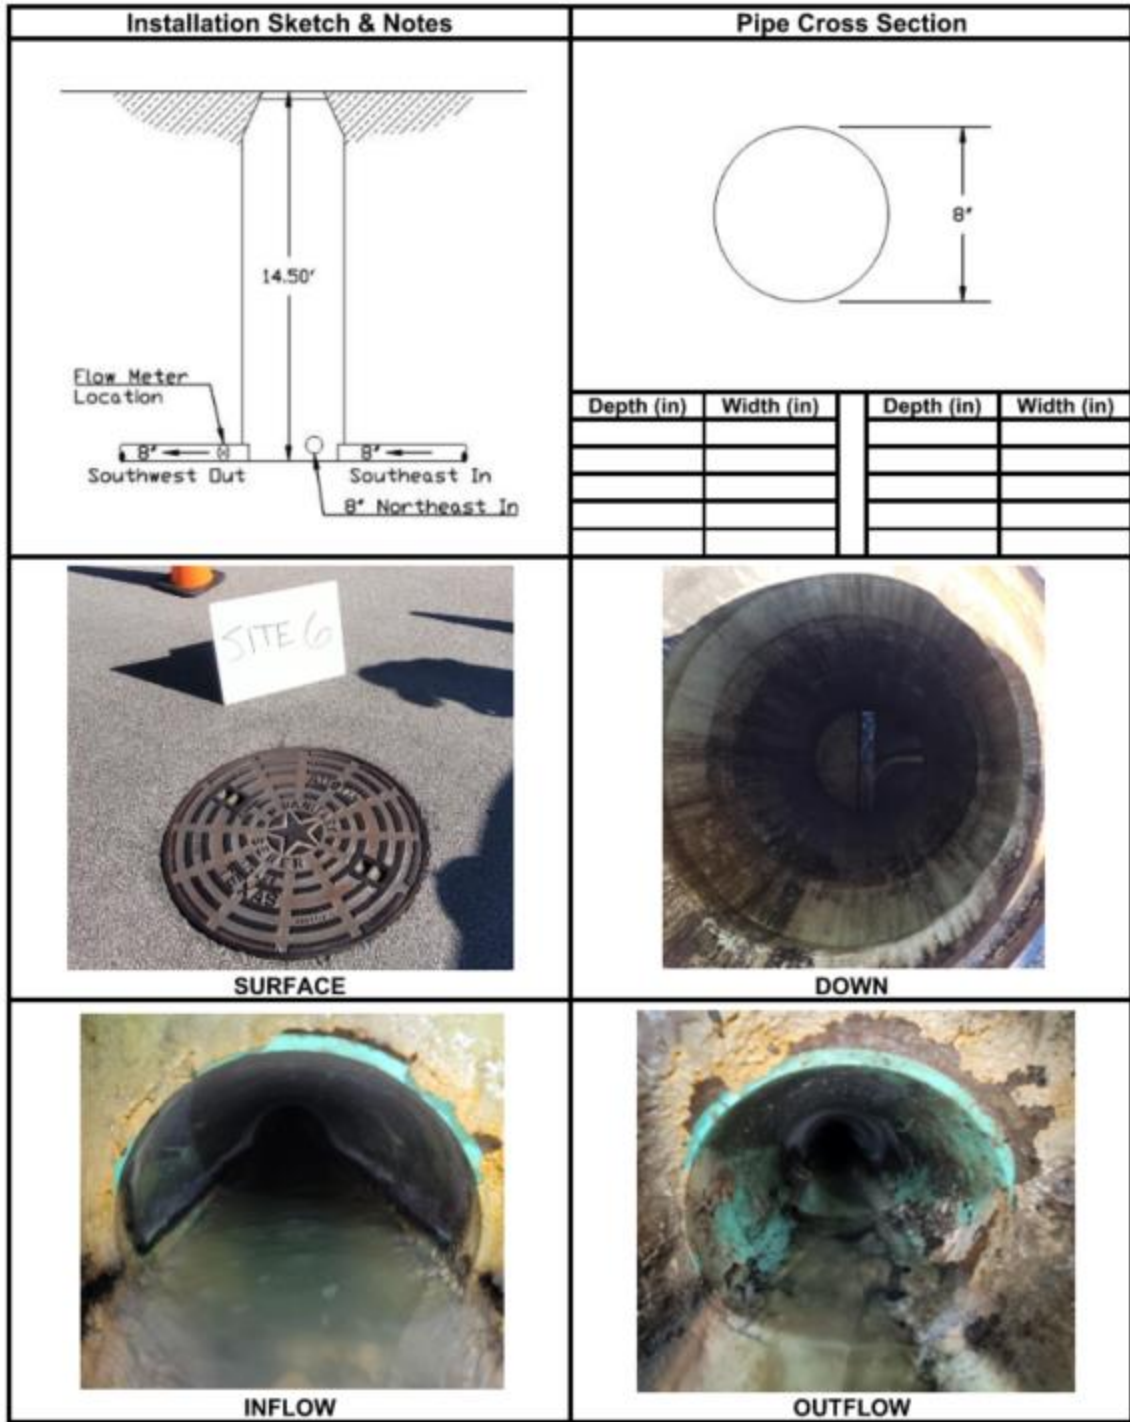 Installation Sketch & Notes
Pipe Cross Section
14.50'
Flow Meter
Location
8"
8"
Southwest Out
Southeast In
8" Northeast In
8"
Depth (in) Width (in) Depth (in) Width (in)
SITE 6
SURFACE
DOWN
INFLOW
OUTFLOW